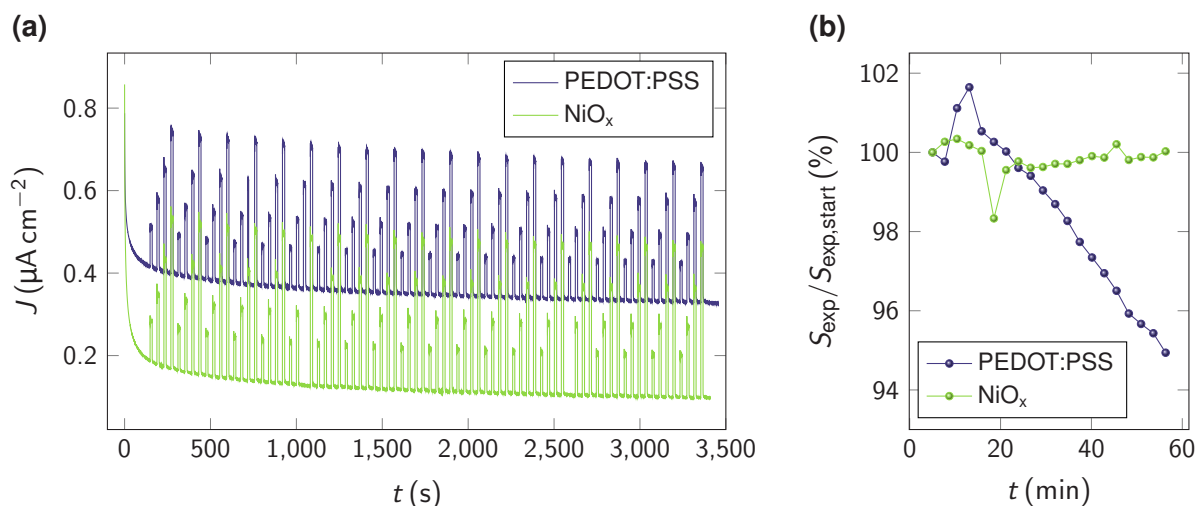 (a)
J (µA cm⁻²)
0.8
0.6
0.4
0.2
0
500
1,000
1,500
2,000
2,500
3,000
3,500
t (s)
PEDOT:PSS
NiOₓ
(b)
S_exp/S_exp,start (%)
102
100
98
96
94
0
20
40
60
t (min)
PEDOT:PSS
NiOₓ